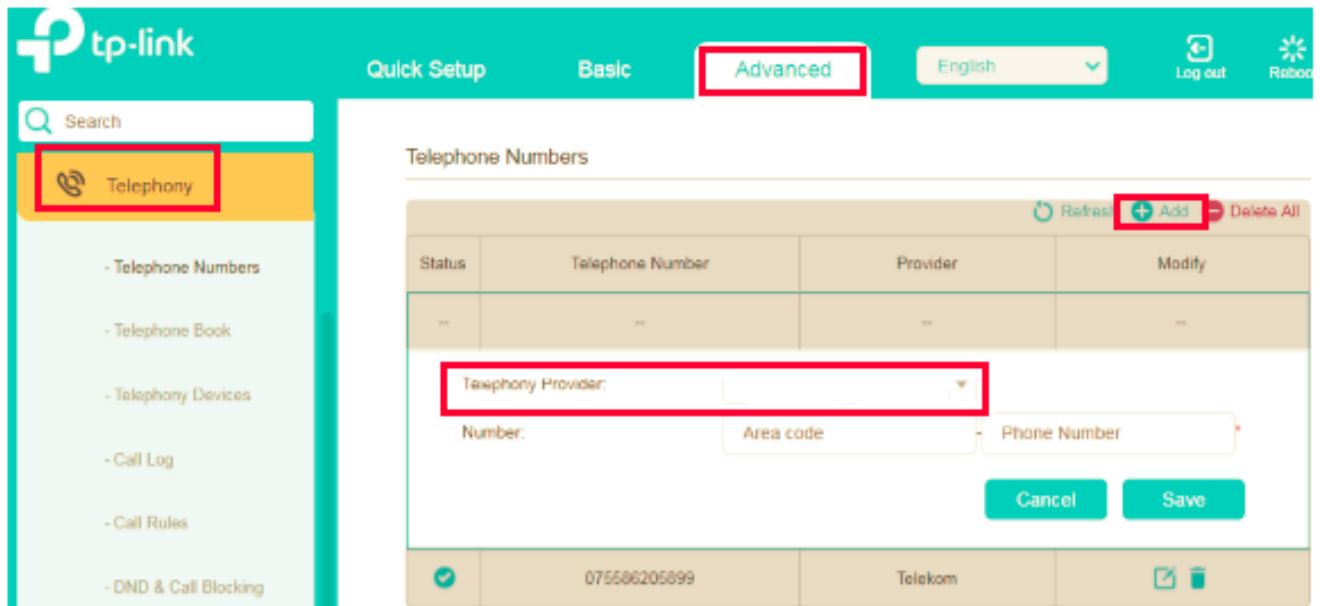 tp-link
Quick Setup Basic Advanced English Log out Reboo
Search
Telephony
- Telephone Numbers
- Telephone Book
- Telephony Devices
- Call Log
- Call Rules
- DND & Call Blocking
Telephone Numbers
Refresh Add Delete All
Status Telephone Number Provider Modify
-- -- -- --
Telephony Provider:
Number: Area code - Phone Number *
Cancel Save
075586205899 Telekom